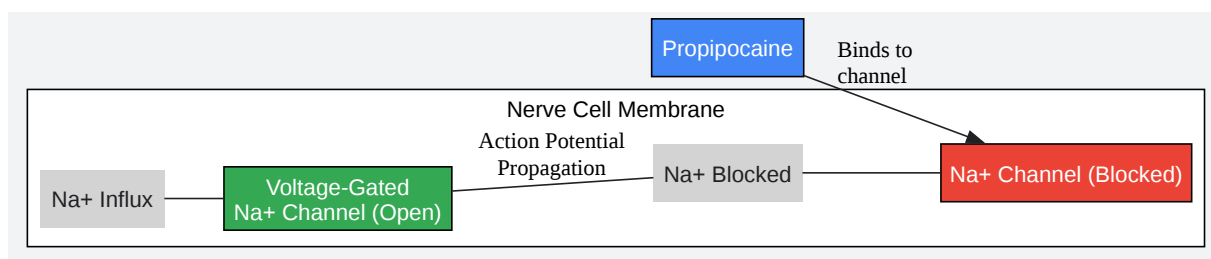 Propipocaine
Binds to
channel
Nerve Cell Membrane
Action Potential
Propagation
Na+ Influx
Voltage-Gated
Na+ Channel (Open)
Na+ Blocked
Na+ Channel (Blocked)